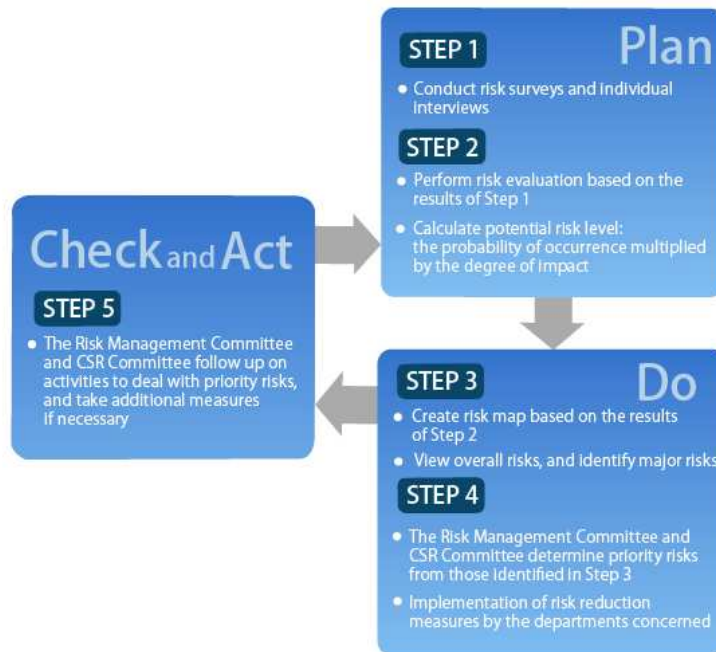 Plan
STEP 1
● Conduct risk surveys and individual
interviews
STEP 2
● Perform risk evaluation based on the
results of Step 1
● Calculate potential risk level:
the probability of occurrence multiplied
by the degree of impact
Do
STEP 3
● Create risk map based on the results
of Step 2
● View overall risks, and identify major risks
STEP 4
● The Risk Management Committee and
CSR Committee determine priority risks
from those identified in Step 3
● Implementation of risk reduction
measures by the departments concerned
Check and Act
STEP 5
● The Risk Management Committee
and CSR Committee follow up on
activities to deal with priority risks,
and take additional measures
if necessary